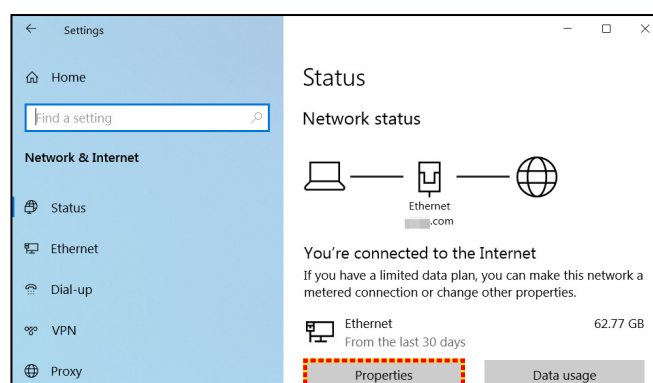 Settings
Home
Find a setting
Network & Internet
Status
Ethernet
Dial-up
VPN
Proxy
Status
Network status
Ethernet
.com
You're connected to the Internet
If you have a limited data plan, you can make this network a
metered connection or change other properties.
Ethernet 62.77 GB
From the last 30 days
Properties Data usage